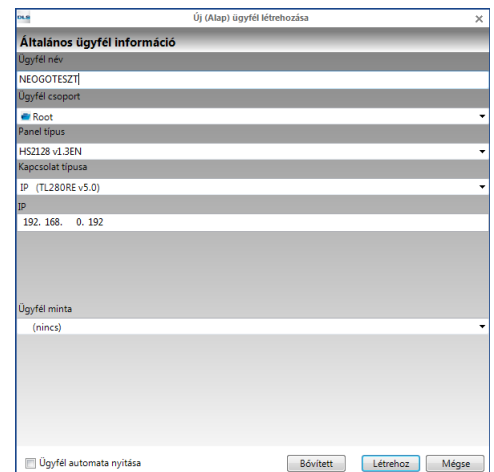 DLS
Új (Alap) ügyfél létrehozása
Általános ügyfél információ
Ügyfél név
NEOGOTESZT
Ügyfél csoport
Root
Panel típus
HS2128 v1.3EN
Kapcsolat típusa
IP (TL280RE v5.0)
IP
192. 168. 0. 192
Ügyfél minta
(nincs)
Ügyfél automata nyitása Bővített Létrehoz Mégse